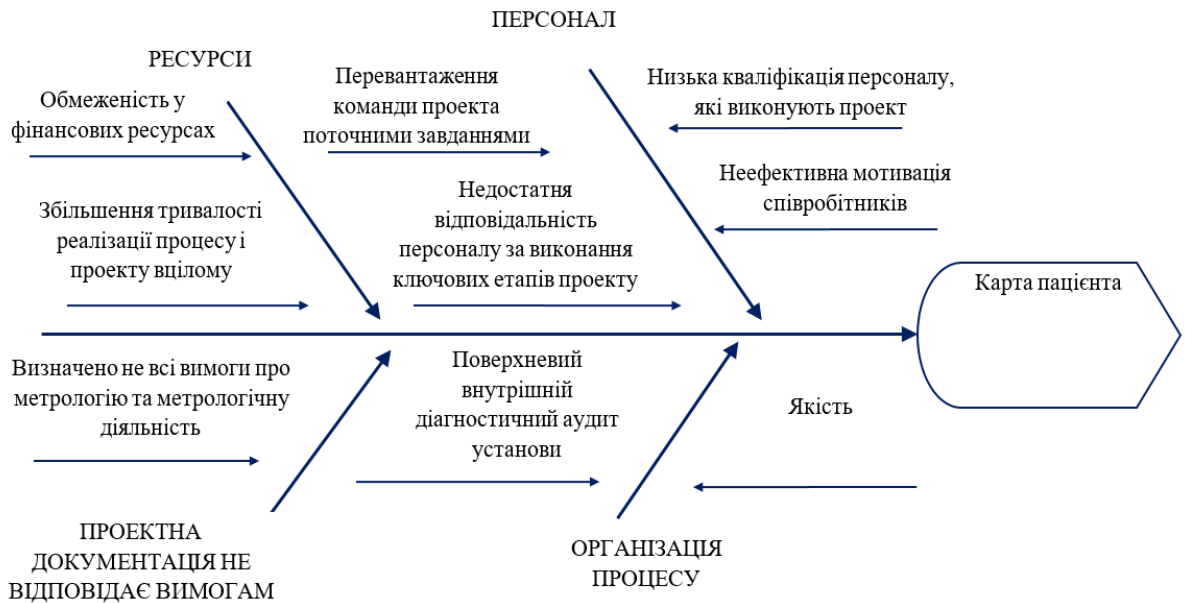 ПЕРСОНАЛ
РЕСУРСИ
Обмеженість у
фінансових ресурсах
Перевантаження
команди проекта
поточними завданнями
Низька кваліфікація персоналу,
які виконують проект
Збільшення тривалості
реалізації процесу і
проекту вцілому
Недостатня
відповідальність
персоналу за виконання
ключових етапів проекту
Неефективна мотивація
співробітників
Карта пацієнта
Визначено не всі вимоги про
метрологію та метрологічну
діяльність
Поверхневий
внутрішній
діагностичний аудит
установи
Якість
ПРОЕКТНА
ДОКУМЕНТАЦІЯ НЕ
ВІДПОВІДАЄ ВИМОГАМ
ОРГАНІЗАЦІЯ
ПРОЦЕСУ